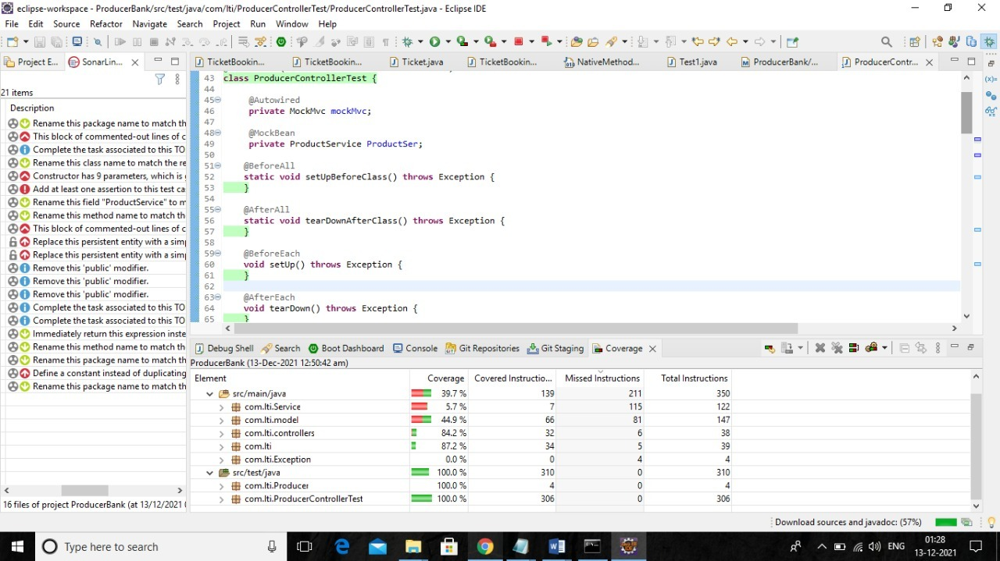 eclipse-workspace - ProducerBank/src/test/java/com/lti/ProducerControllerTest/ProducerControllerTest.java - Eclipse IDE
File Edit Source Refactor Navigate Search Project Run Window Help
Project E... SonarLin...
TicketBookin... TicketBookin... Ticket.java TicketBookin... NativeMethod... Test1.java ProducerBank/... ProducerContr...
21 items
Description
Rename this package name to match th
This block of commented-out lines of c
Complete the task associated to this TO
Rename this class name to match the re
Constructor has 9 parameters, which is
Add at least one assertion to this test ca
Rename this field "ProductService" to m
Rename this method name to match th
This block of commented-out lines of c
Replace this persistent entity with a sim
Replace this persistent entity with a sim
Remove this 'public' modifier.
Remove this 'public' modifier.
Remove this 'public' modifier.
Complete the task associated to this TO
Complete the task associated to this TO
Immediately return this expression inste
Rename this method name to match th
Rename this package name to match th
Define a constant instead of duplicating
Rename this package name to match th
16 files of project ProducerBank (at 13/12/2021
43 class ProducerControllerTest {
44
45 @Autowired
46 private MockMvc mockMvc;
47
48 @MockBean
49 private ProductService ProductSer;
50
51 @BeforeAll
52 static void setUpBeforeClass() throws Exception {
53 }
54
55 @AfterAll
56 static void tearDownAfterClass() throws Exception {
57 }
58
59 @BeforeEach
60 void setUp() throws Exception {
61 }
62
63 @AfterEach
64 void tearDown() throws Exception {
65 }
Debug Shell Search Boot Dashboard Console Git Repositories Git Staging Coverage
ProducerBank (13-Dec-2021 12:50:42 am)
Element Coverage Covered Instructio... Missed Instructions Total Instructions
src/main/java 39.7 % 139 211 350
com.lti.Service 5.7 % 7 115 122
com.lti.model 44.9 % 66 81 147
com.lti.controllers 84.2 % 32 6 38
com.lti 87.2 % 34 5 39
com.lti.Exception 0.0 % 0 4 4
src/test/java 100.0 % 310 0 310
com.lti.Producer 100.0 % 4 0 4
com.lti.ProducerControllerTest 100.0 % 306 0 306
Download sources and javadoc: (57%)
Type here to search
ENG
01:28
13-12-2021